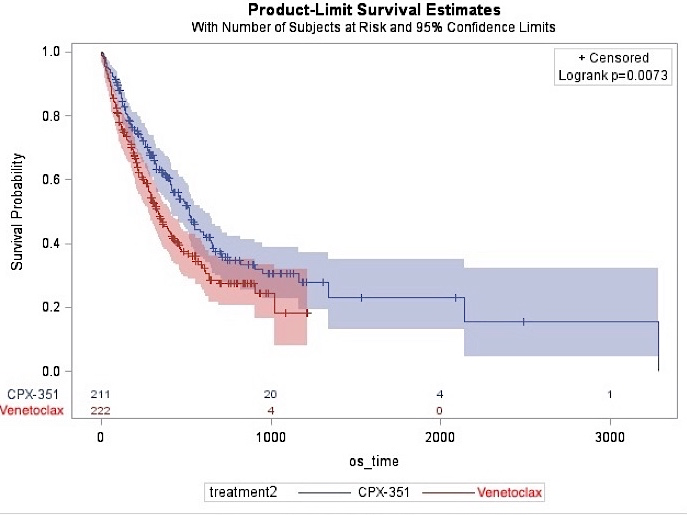 Product-Limit Survival Estimates
With Number of Subjects at Risk and 95% Confidence Limits
+ Censored
Logrank p=0.0073
1.0
0.8
0.6
0.4
0.2
0.0
Survival Probability
CPX-351 211 20 4 1
Venetoclax 222 4 0
0 1000 2000 3000
os_time
treatment2 CPX-351 Venetoclax